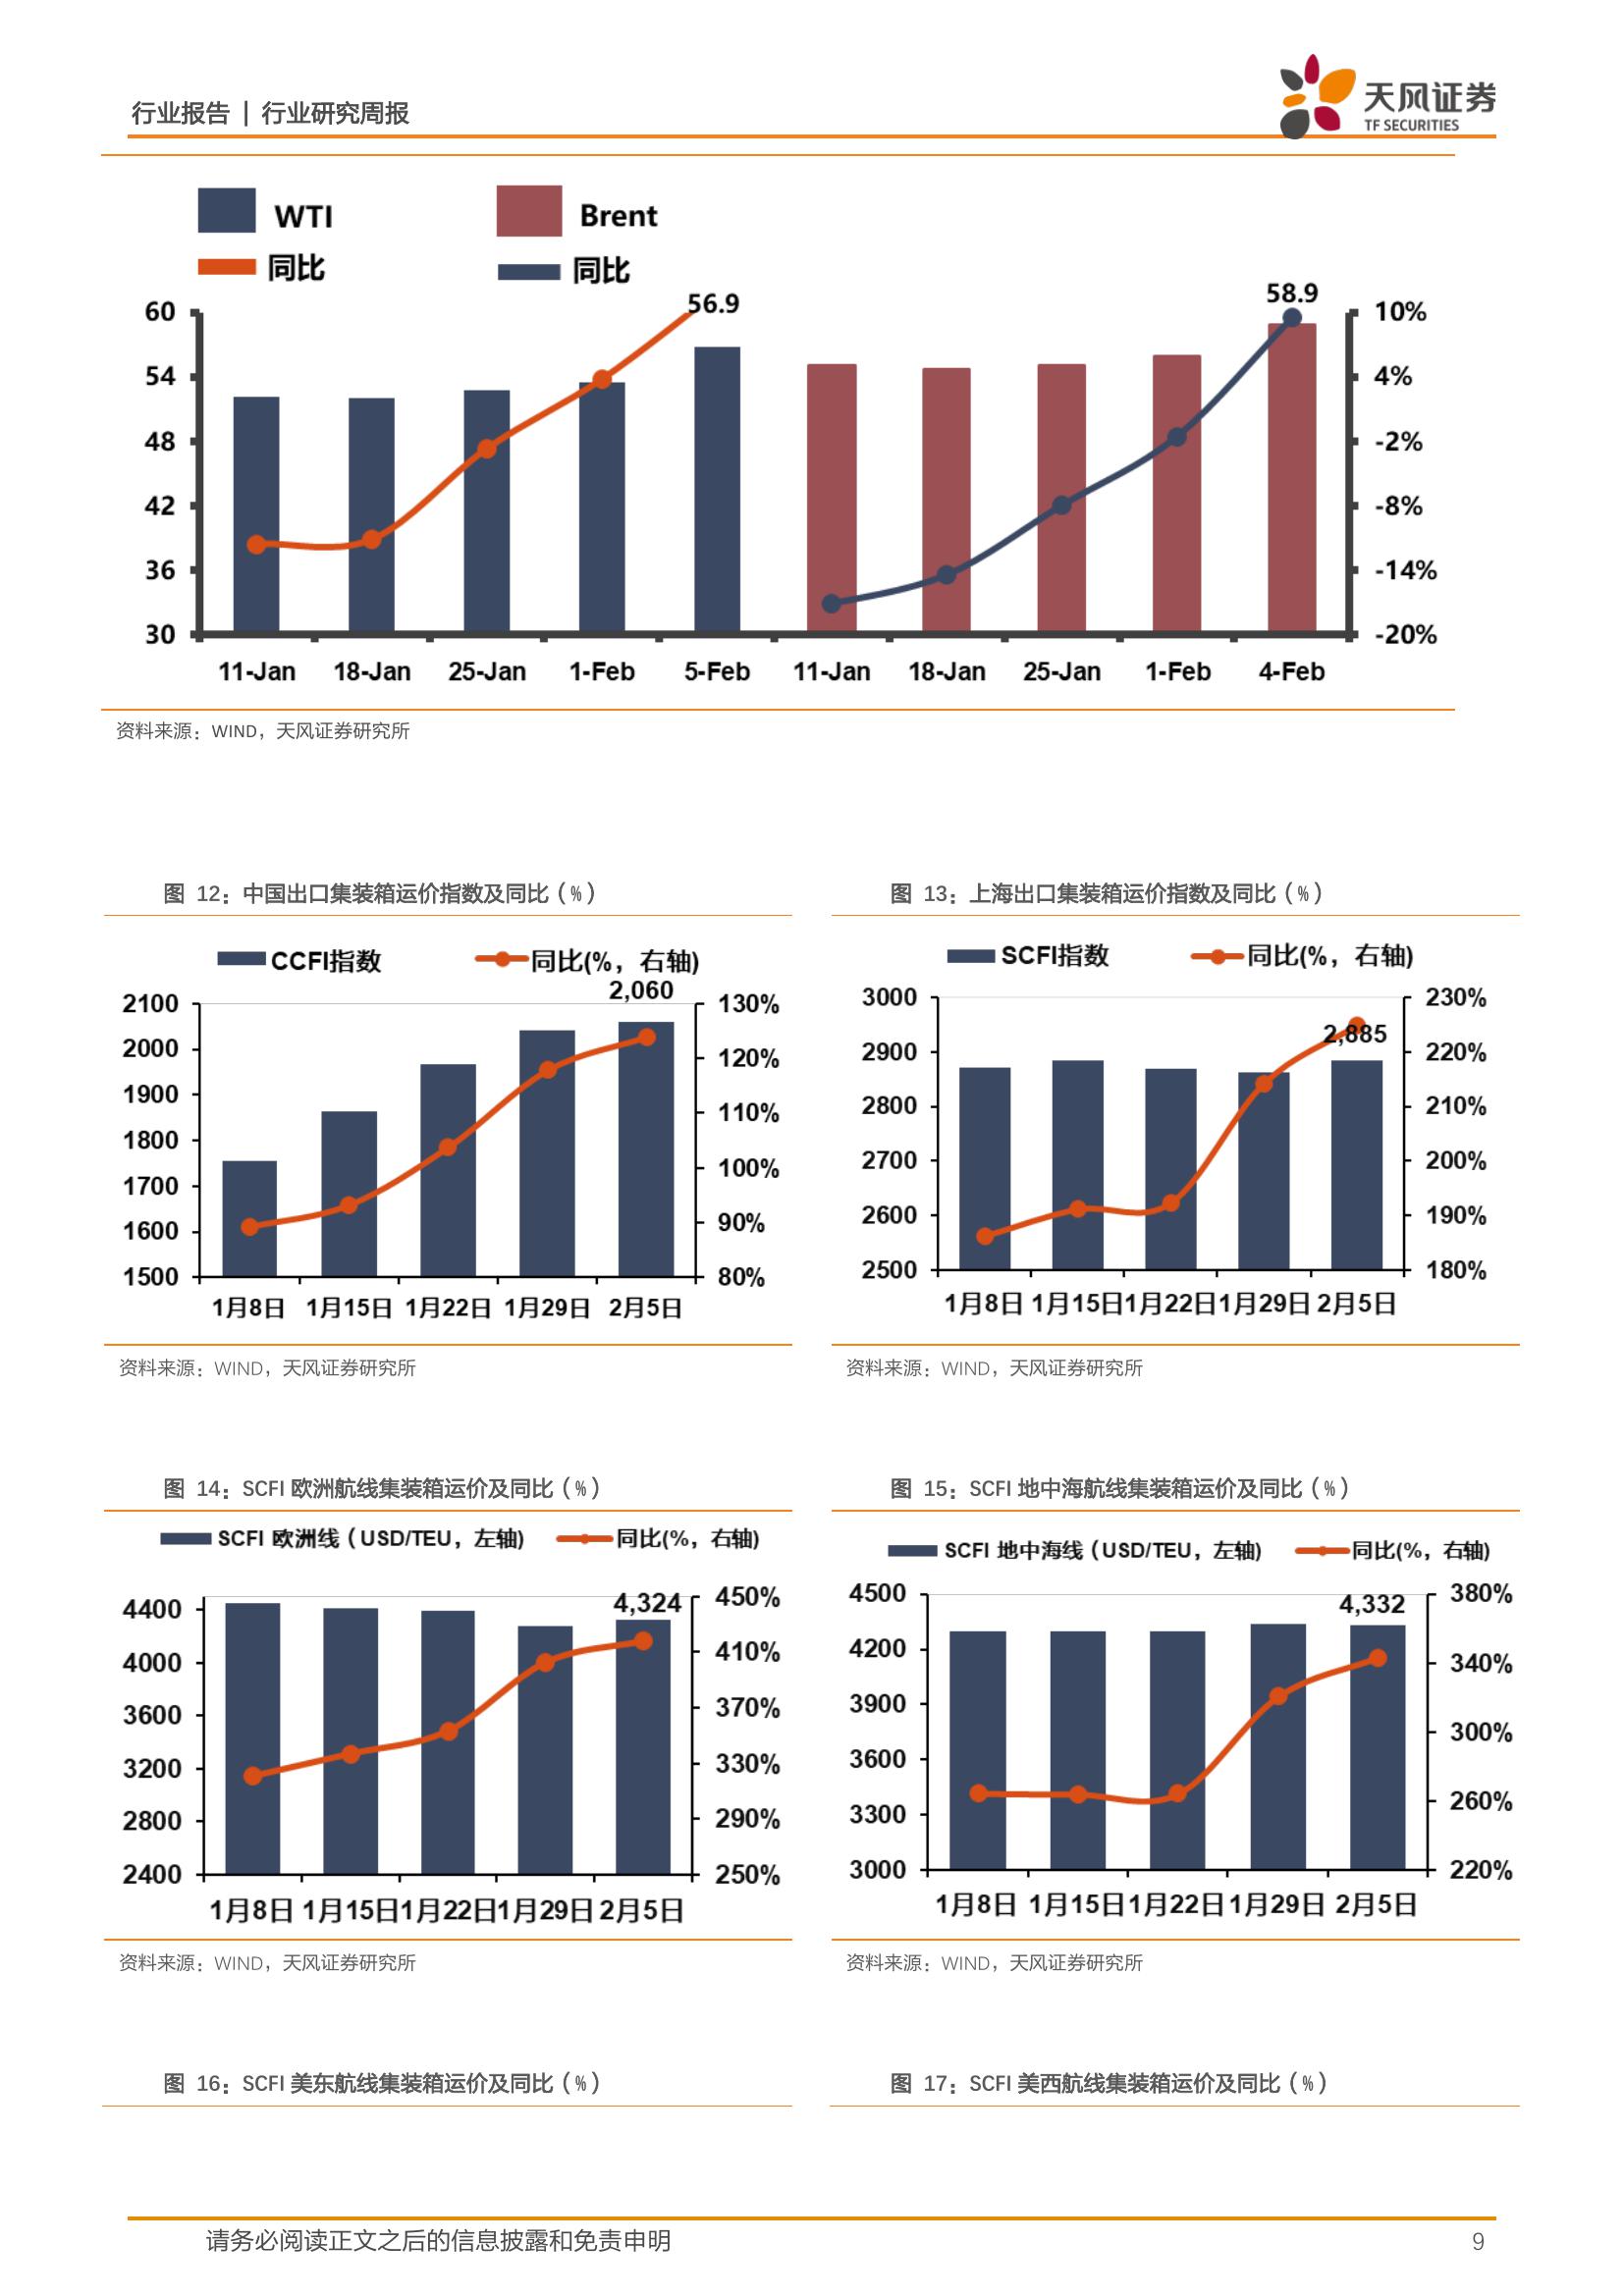 行业报告 | 行业研究周报
天风证券
TF SECURITIES
WTI
Brent
同比
同比
56.9
58.9
60
54
48
42
36
30
10%
4%
-2%
-8%
-14%
-20%
11-Jan 18-Jan 25-Jan 1-Feb 5-Feb 11-Jan 18-Jan 25-Jan 1-Feb 4-Feb
资料来源：WIND，天风证券研究所
图 12：中国出口集装箱运价指数及同比（%）
CCFI指数 同比(%，右轴)
2,060
2100
2000
1900
1800
1700
1600
1500
130%
120%
110%
100%
90%
80%
1月8日 1月15日 1月22日 1月29日 2月5日
资料来源：WIND，天风证券研究所
图 13：上海出口集装箱运价指数及同比（%）
SCFI指数 同比(%，右轴)
2,885
3000
2900
2800
2700
2600
2500
230%
220%
210%
200%
190%
180%
1月8日 1月15日 1月22日 1月29日 2月5日
资料来源：WIND，天风证券研究所
图 14：SCFI 欧洲航线集装箱运价及同比（%）
SCFI 欧洲线（USD/TEU，左轴) 同比(%，右轴)
4,324
4400
4000
3600
3200
2800
2400
450%
410%
370%
330%
290%
250%
1月8日 1月15日 1月22日 1月29日 2月5日
资料来源：WIND，天风证券研究所
图 15：SCFI 地中海航线集装箱运价及同比（%）
SCFI 地中海线（USD/TEU，左轴) 同比(%，右轴)
4,332
4500
4200
3900
3600
3300
3000
380%
340%
300%
260%
220%
1月8日 1月15日 1月22日 1月29日 2月5日
资料来源：WIND，天风证券研究所
图 16：SCFI 美东航线集装箱运价及同比（%）
图 17：SCFI 美西航线集装箱运价及同比（%）
请务必阅读正文之后的信息披露和免责申明
9